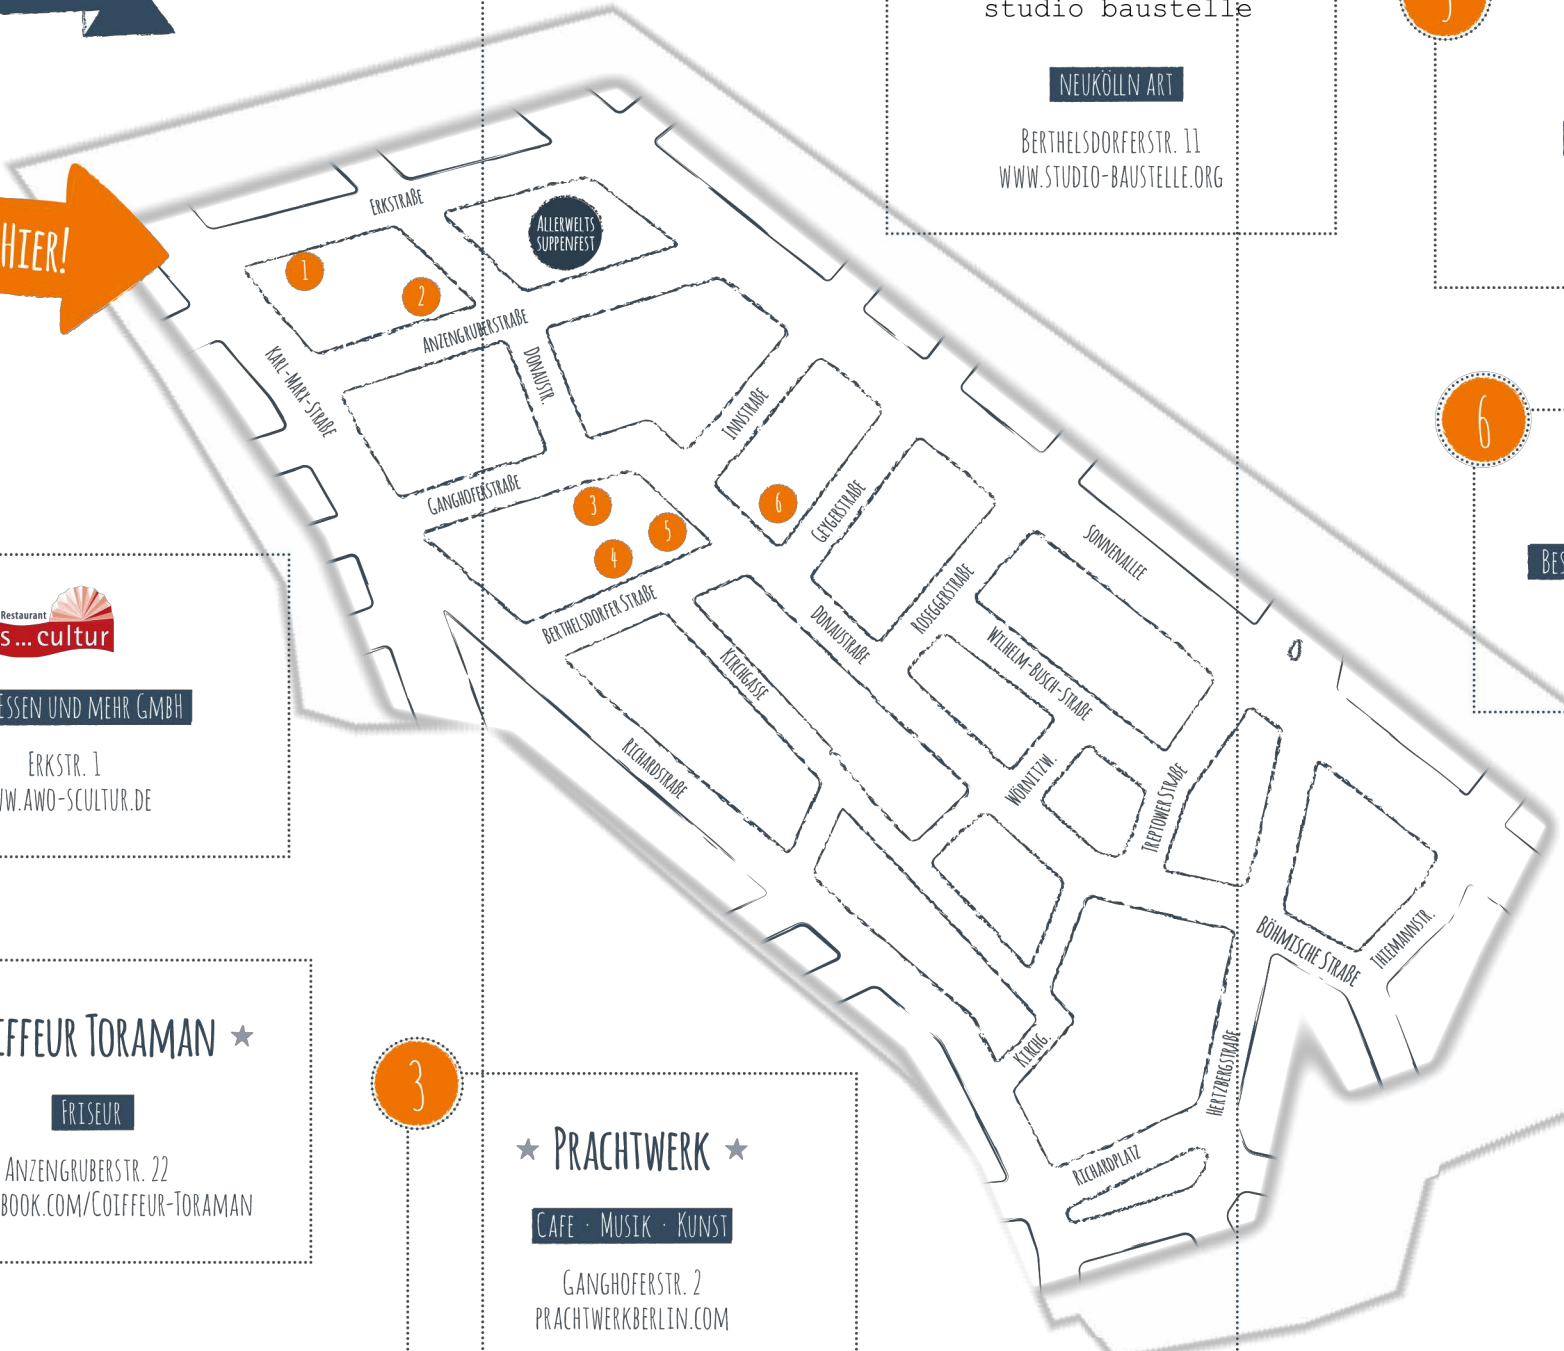 studio baustelle
NEUKÖLLN ART
BERTHELSDORFERSTR. 11
WWW.STUDIO-BAUSTELLE.ORG
HIER!
ERKSTRAßE
ALLERWELTS
SUPPENFEST
1
2
ANZENGRUBERSTRAßE
KARL-MARX-STRAßE
DONAUSTR.
INNSTRAßE
GANGHOFERSTRAßE
3
4
5
6
GEYGERSTRAßE
SONNENALLEE
BERTHELSDORFER STRAßE
DONAUSTRAßE
ROSEGGERSTRAßE
KIRCHGASSE
WILHELM-BUSCH-STRAßE
RICHARDSTRAßE
WÖRNITZW.
TREPTOWER STRAßE
BÖHMISCHE STRAßE
THIEMANNSTR.
KIRCHG.
HERTZBERGSTRAßE
RICHARDPLATZ
6
Restaurant
s...cultur
ESSEN UND MEHR GMBH
ERKSTR. 1
W.AWO-SCULTUR.DE
IFFEUR TORAMAN
FRISEUR
ANZENGRUBERSTR. 22
BOOK.COM/COIFFEUR-TORAMAN
3
PRACHTWERK
CAFE · MUSIK · KUNST
GANGHOFERSTR. 2
PRACHTWERKBERLIN.COM